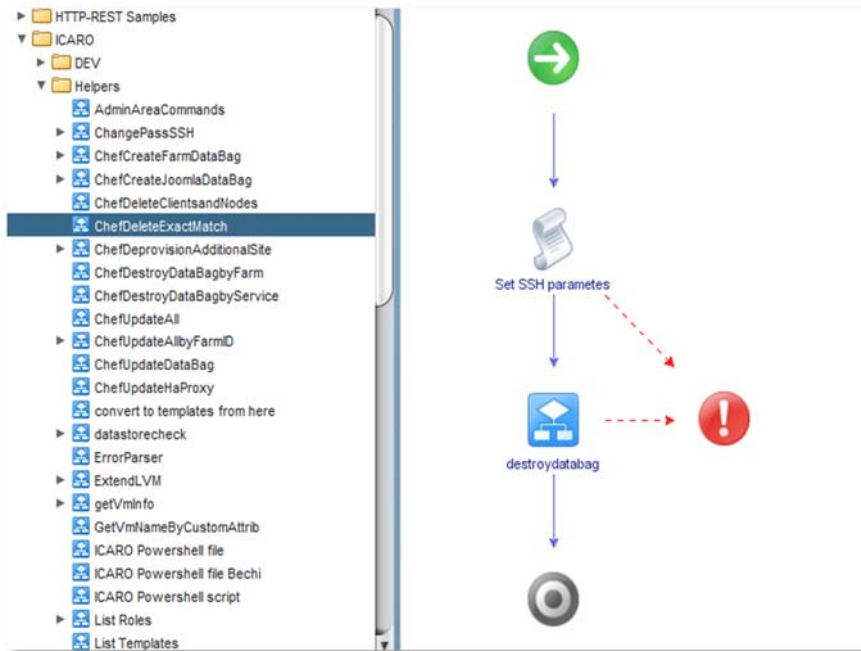 HTTP-REST Samples
ICARO
DEV
Helpers
AdminAreaCommands
ChangePassSSH
ChefCreateFarmDataBag
ChefCreateJoomlaDataBag
ChefDeleteClientsandNodes
ChefDeleteExactMatch
ChefDeprovisionAdditionalSite
ChefDestroyDataBagbyFarm
ChefDestroyDataBagbyService
ChefUpdateAll
ChefUpdateAllbyFarmID
ChefUpdateDataBag
ChefUpdateHaProxy
convert to templates from here
datastorecheck
ErrorParser
ExtendLVM
getVmInfo
GetVmNameByCustomAttrib
ICARO Powershell file
ICARO Powershell file Bechi
ICARO Powershell script
List Roles
List Templates
Set SSH parametes
destroydatabag